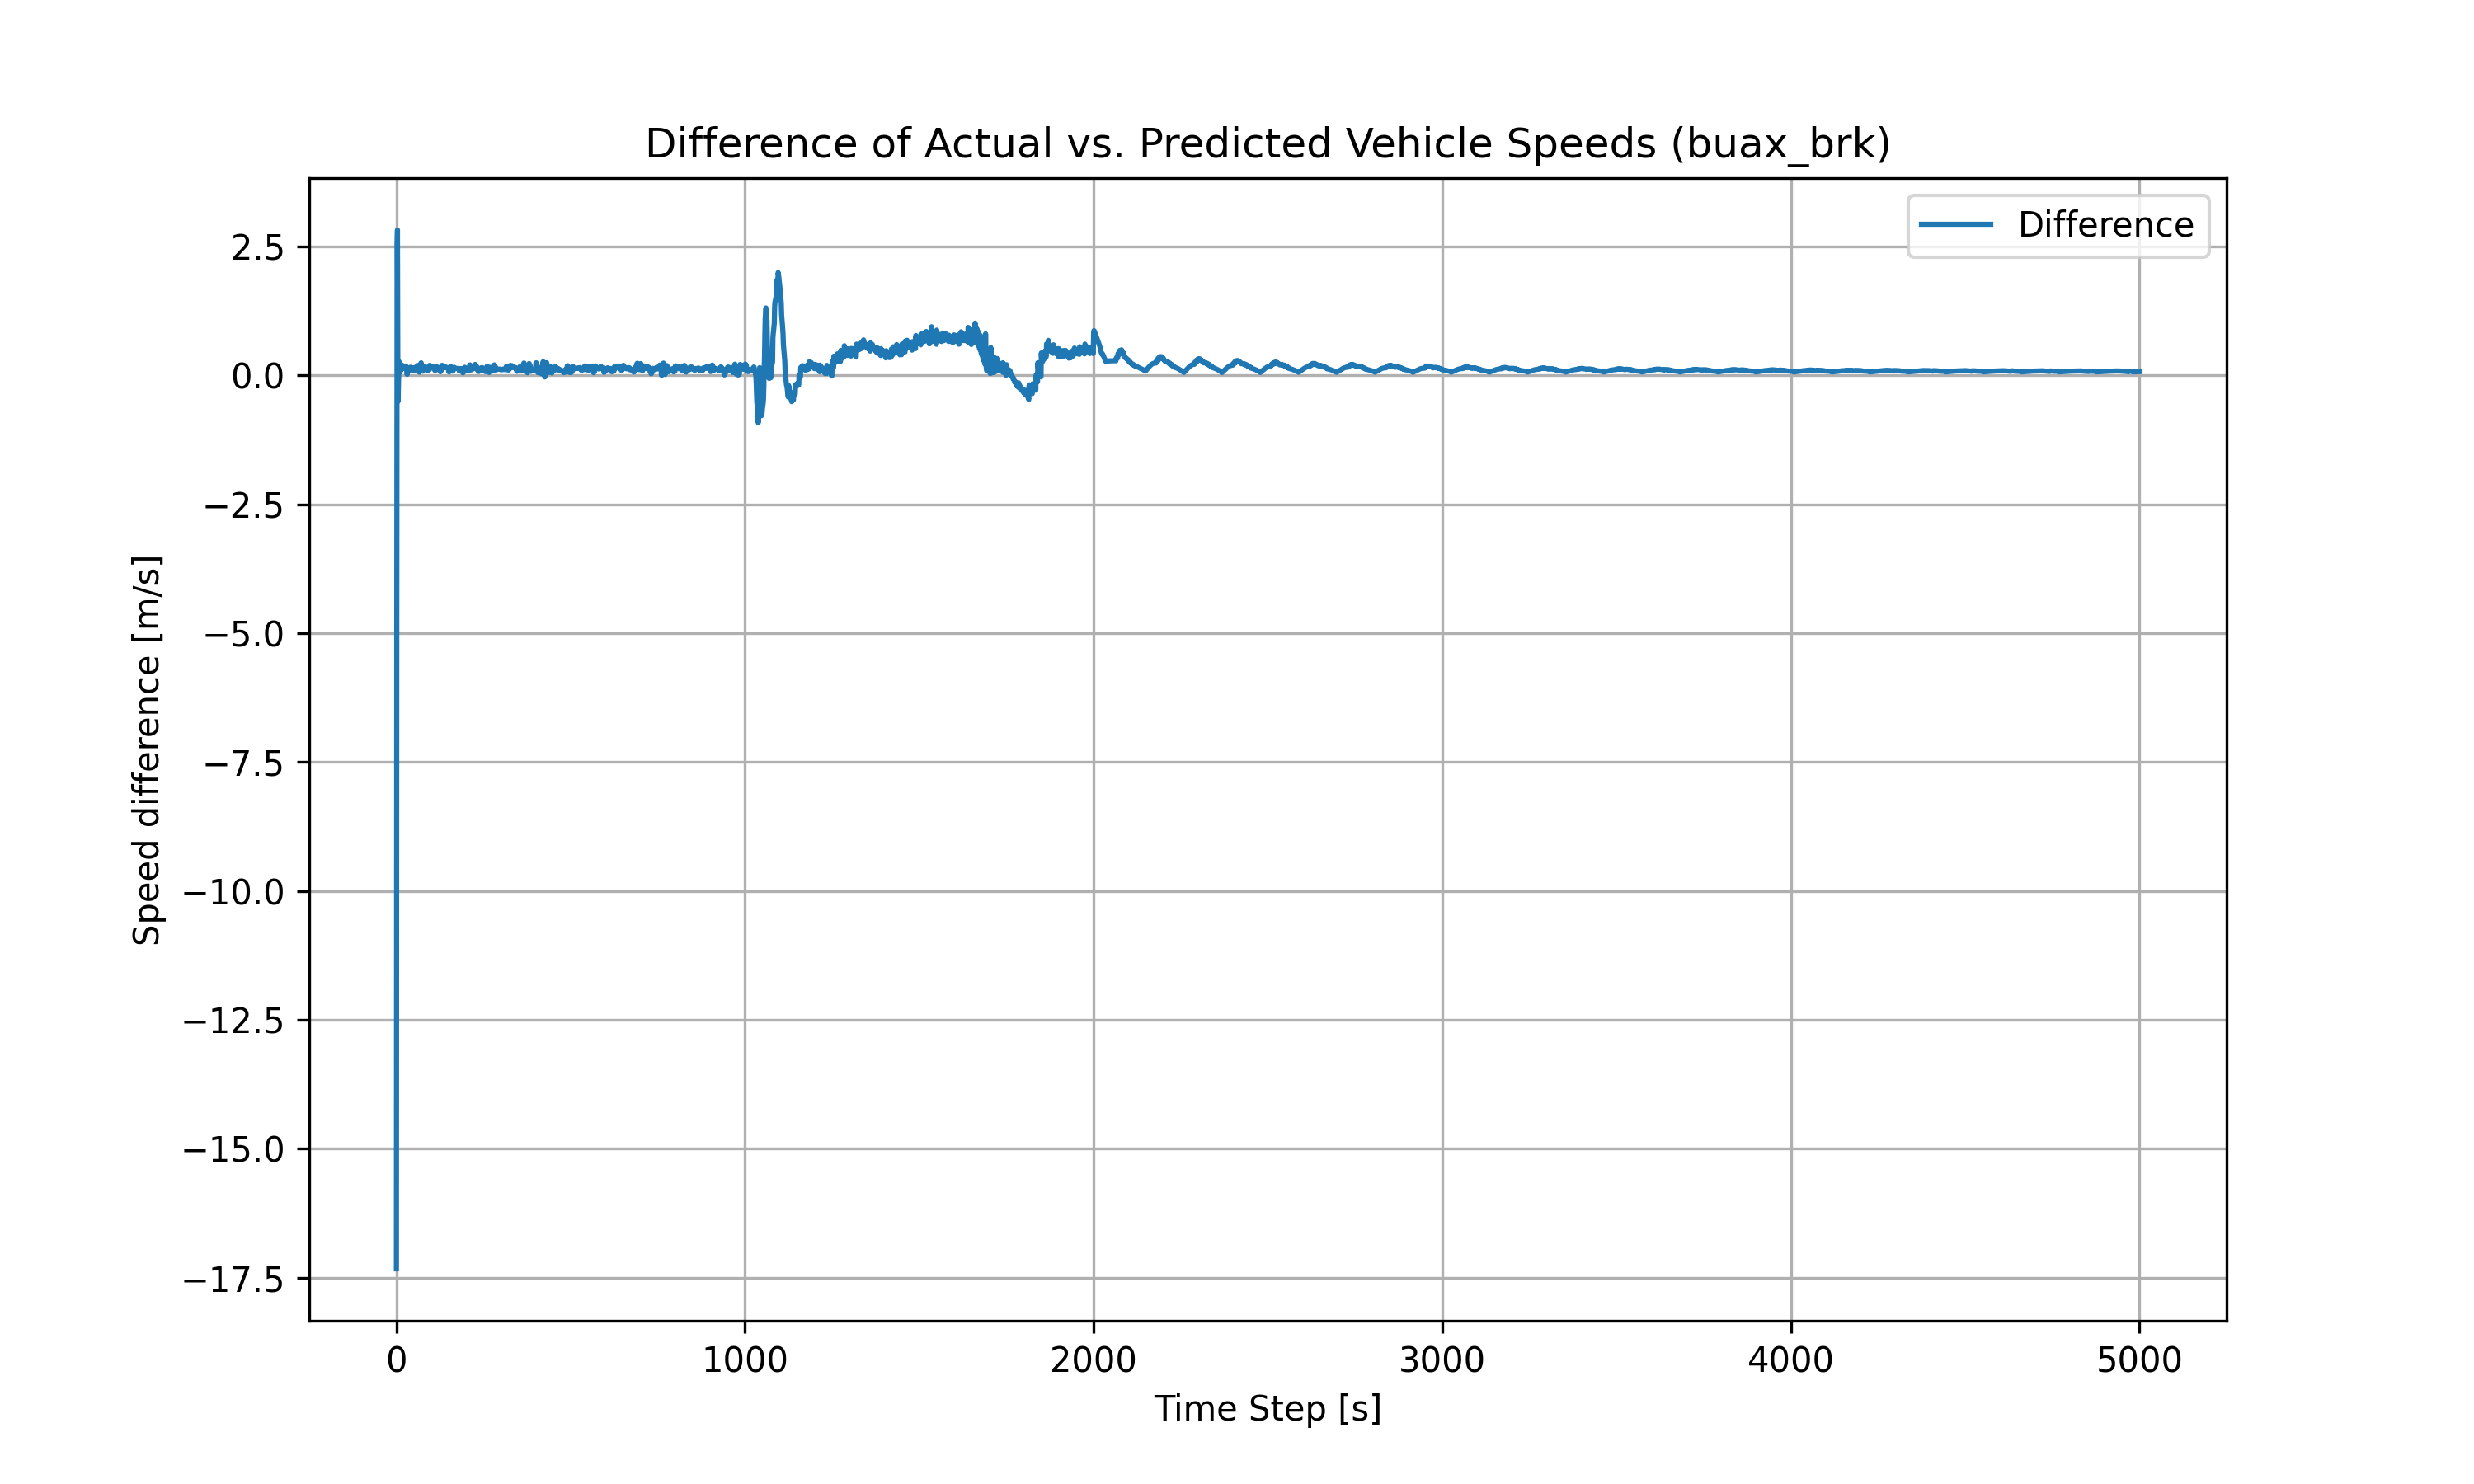 Difference of Actual vs. Predicted Vehicle Speeds (buax_brk)
Difference
2.5
0.0
−2.5
−5.0
−7.5
−10.0
−12.5
−15.0
−17.5
Speed difference [m/s]
0 1000 2000 3000 4000 5000
Time Step [s]